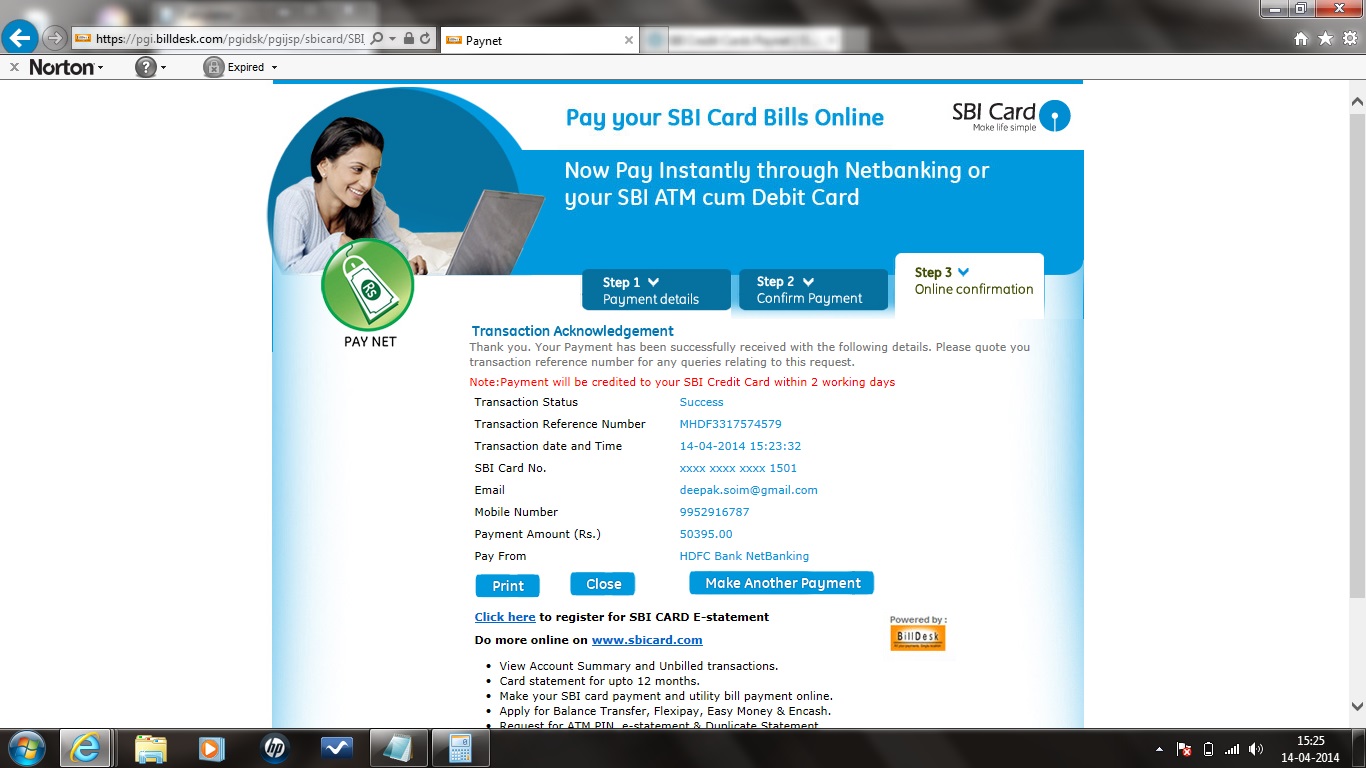 https://pgi.billdesk.com/pgidsk/pgijsp/sbicard/SBI
Paynet
Norton
Expired
Pay your SBI Card Bills Online
SBI Card
Make life simple
Now Pay Instantly through Netbanking or
your SBI ATM cum Debit Card
Step 1
Payment details
Step 2
Confirm Payment
Step 3
Online confirmation
Rs
PAY NET
Transaction Acknowledgement
Thank you. Your Payment has been successfully received with the following details. Please quote you
transaction reference number for any queries relating to this request.
Note:Payment will be credited to your SBI Credit Card within 2 working days
Transaction Status Success
Transaction Reference Number MHDF3317574579
Transaction date and Time 14-04-2014 15:23:32
SBI Card No. xxxx xxxx xxxx 1501
Email deepak.soim@gmail.com
Mobile Number 9952916787
Payment Amount (Rs.) 50395.00
Pay From HDFC Bank NetBanking
Print Close Make Another Payment
Click here to register for SBI CARD E-statement
Powered by :
BillDesk
Do more online on www.sbicard.com
• View Account Summary and Unbilled transactions.
• Card statement for upto 12 months.
• Make your SBI card payment and utility bill payment online.
• Apply for Balance Transfer, Flexipay, Easy Money & Encash.
• Request for ATM PIN, e-statement & Duplicate Statement
hp
15:25
14-04-2014